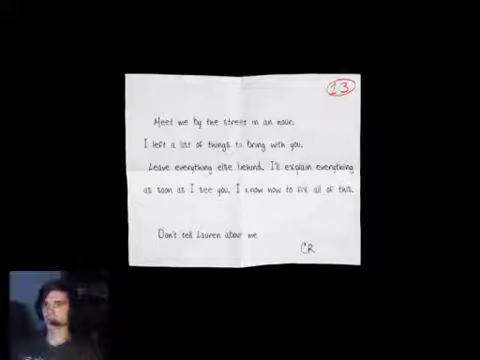 13
Meet me by the street in an hour.
I left a list of things to bring with you.
Leave everything else behind. I'll explain everything
as soon as I see you. I know how to fix all of this.
Don't tell Lauren about me
CR